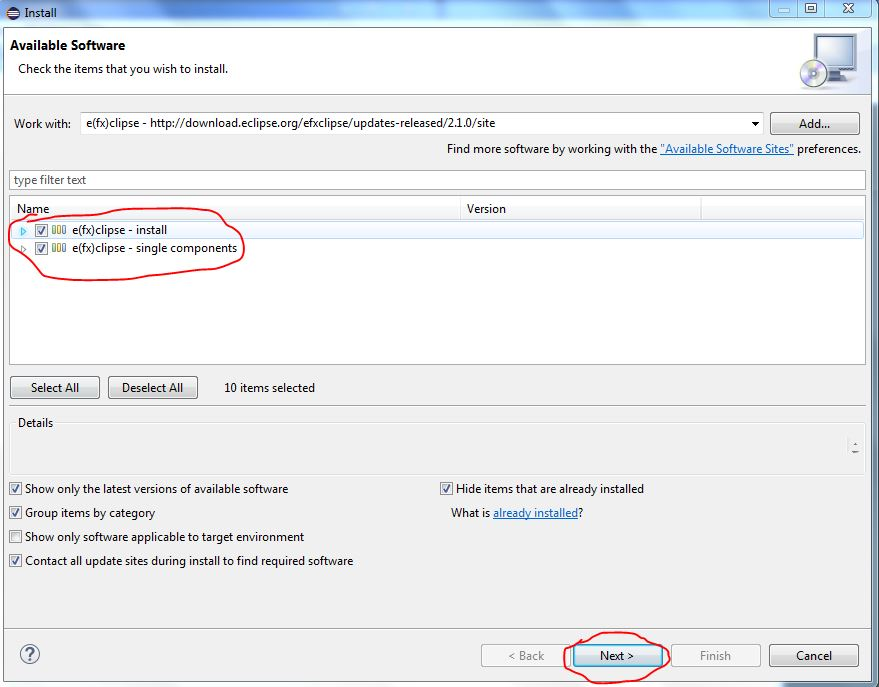 Install
Available Software
Check the items that you wish to install.
Work with: e(fx)clipse - http://download.eclipse.org/efxclipse/updates-released/2.1.0/site Add...
Find more software by working with the "Available Software Sites" preferences.
type filter text
Name Version
e(fx)clipse - install
e(fx)clipse - single components
Select All Deselect All 10 items selected
Details
Show only the latest versions of available software Hide items that are already installed
Group items by category What is already installed?
Show only software applicable to target environment
Contact all update sites during install to find required software
? < Back Next > Finish Cancel